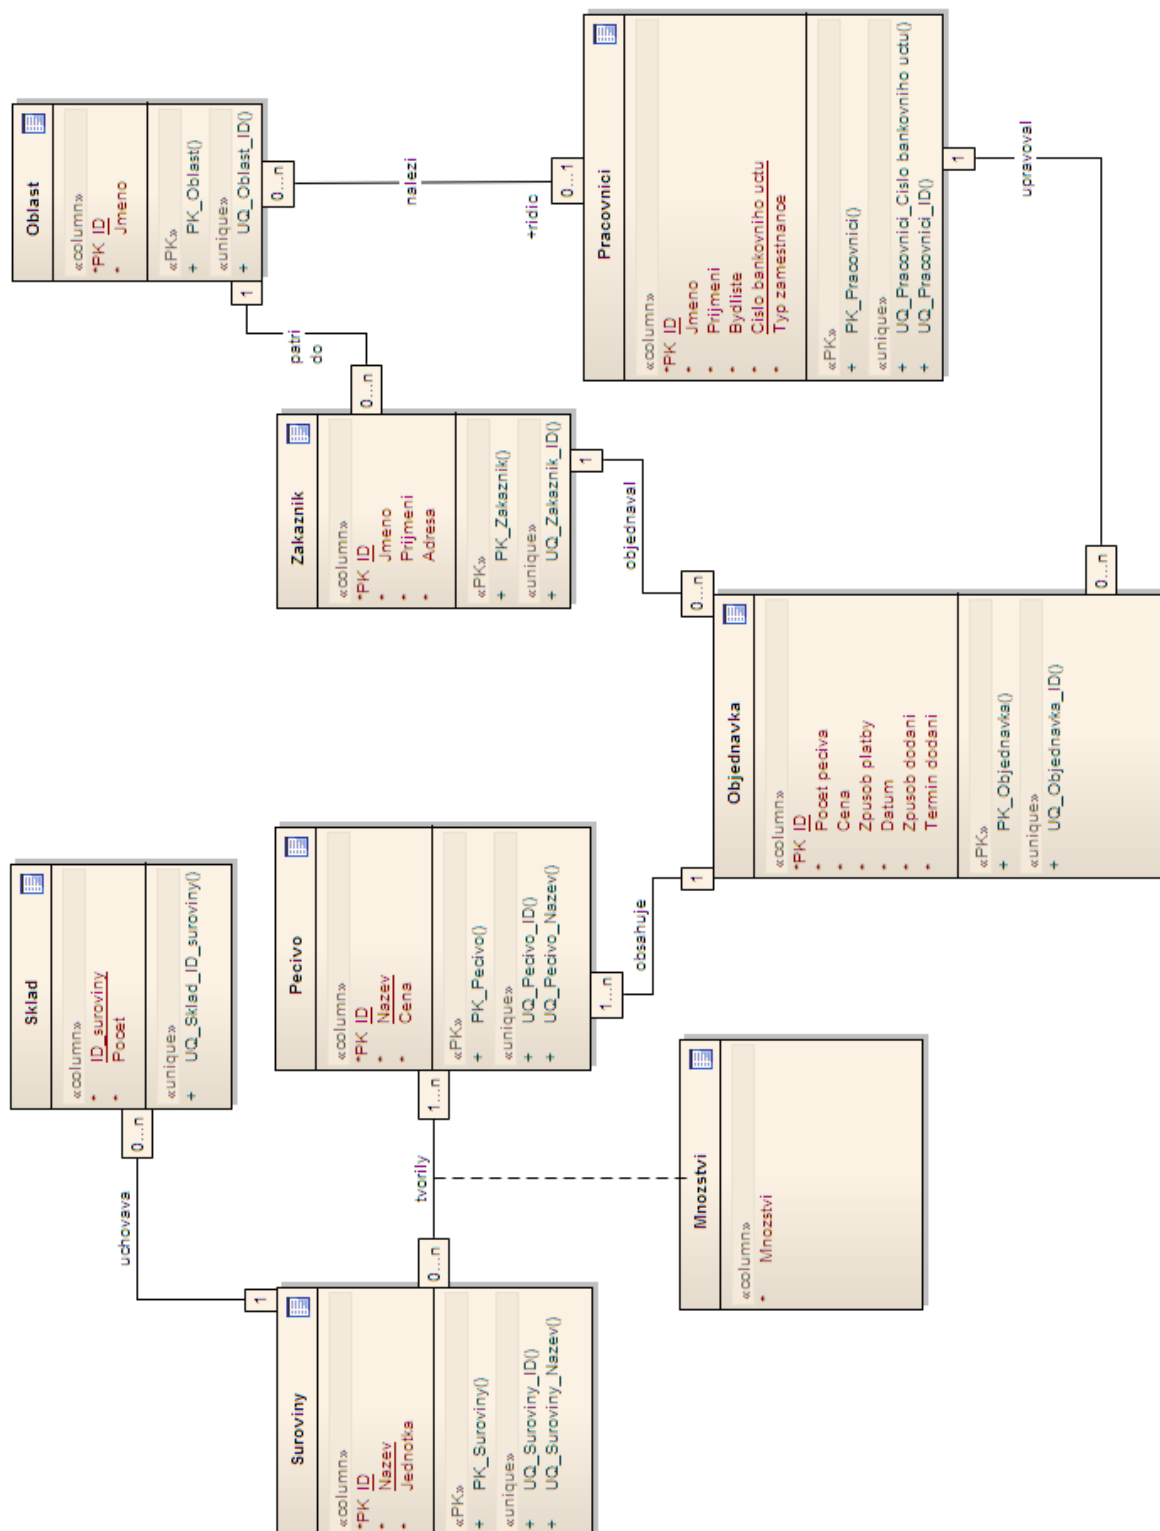 Oblast
«column»
*PK ID
* Jmeno
«PK»
+ PK_Oblast()
«unique»
+ UQ_Oblast_ID()
0...n
nalezi
+ridic
0...1
Pracovnici
«column»
*PK ID
* Jmeno
* Prijmeni
* Bydliste
* Cislo bankovniho uctu
* Typ zamestnance
«PK»
+ PK_Pracovnici()
«unique»
+ UQ_Pracovnici_Cislo bankovniho uctu()
+ UQ_Pracovnici_ID()
1
upravoval
0...n
1
patri
do
0...n
Zakaznik
«column»
*PK ID
* Jmeno
* Prijmeni
* Adresa
«PK»
+ PK_Zakaznik()
«unique»
+ UQ_Zakaznik_ID()
1
objednaval
0...n
Objednavka
«column»
*PK ID
* Pocet peciva
* Cena
* Zpusob platby
* Datum
* Zpusob dodani
* Termin dodani
«PK»
+ PK_Objednavka()
«unique»
+ UQ_Objednavka_ID()
1
obsahuje
1...n
Pecivo
«column»
*PK ID
* Nazev
* Cena
«PK»
+ PK_Pecivo()
«unique»
+ UQ_Pecivo_ID()
+ UQ_Pecivo_Nazev()
1...n
tvorily
0...n
Sklad
«column»
* ID_suroviny
* Pocet
«unique»
+ UQ_Sklad_ID_suroviny()
0...n
uchovava
1
Suroviny
«column»
*PK ID
* Nazev
* Jednotka
«PK»
+ PK_Suroviny()
«unique»
+ UQ_Suroviny_ID()
+ UQ_Suroviny_Nazev()
Mnozstvi
«column»
* Mnozstvi